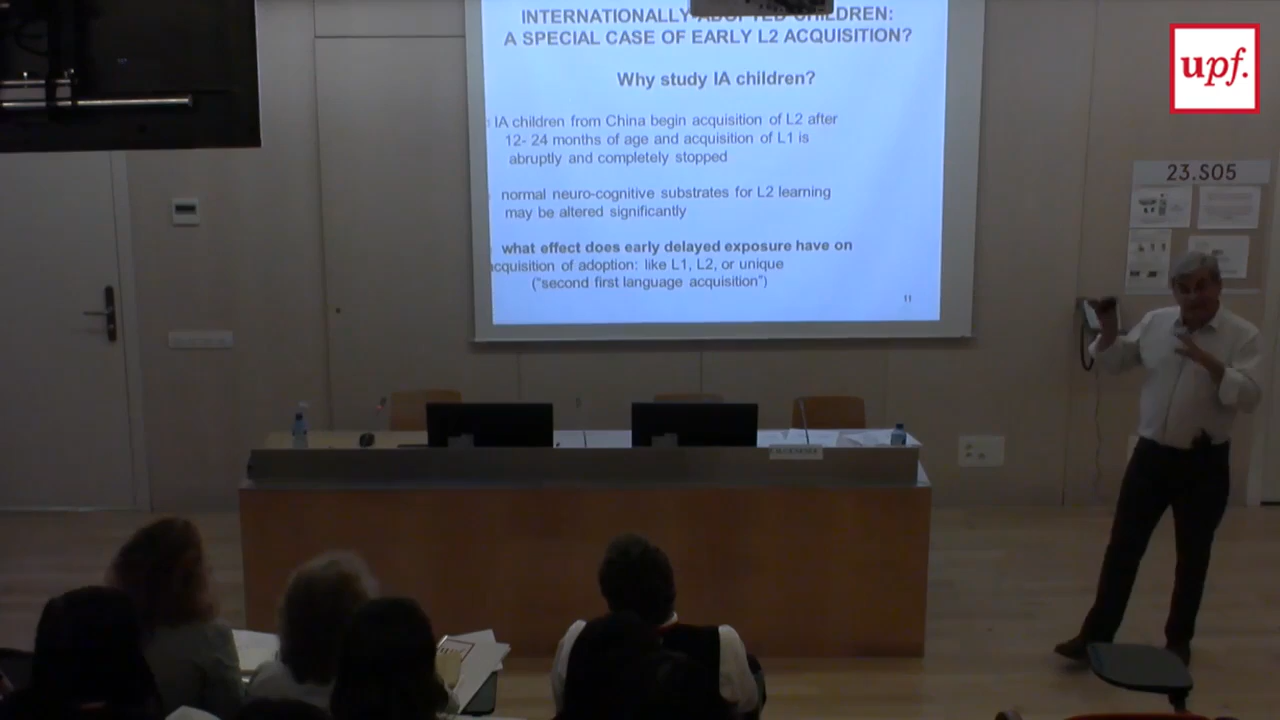 INTERNATIONALLY-ADOPTED CHILDREN:
A SPECIAL CASE OF EARLY L2 ACQUISITION?
Why study IA children?
IA children from China begin acquisition of L2 after
12- 24 months of age and acquisition of L1 is
abruptly and completely stopped
normal neuro-cognitive substrates for L2 learning
may be altered significantly
what effect does early delayed exposure have on
acquisition of adoption: like L1, L2, or unique
("second first language acquisition")
11
upf.
23.S05